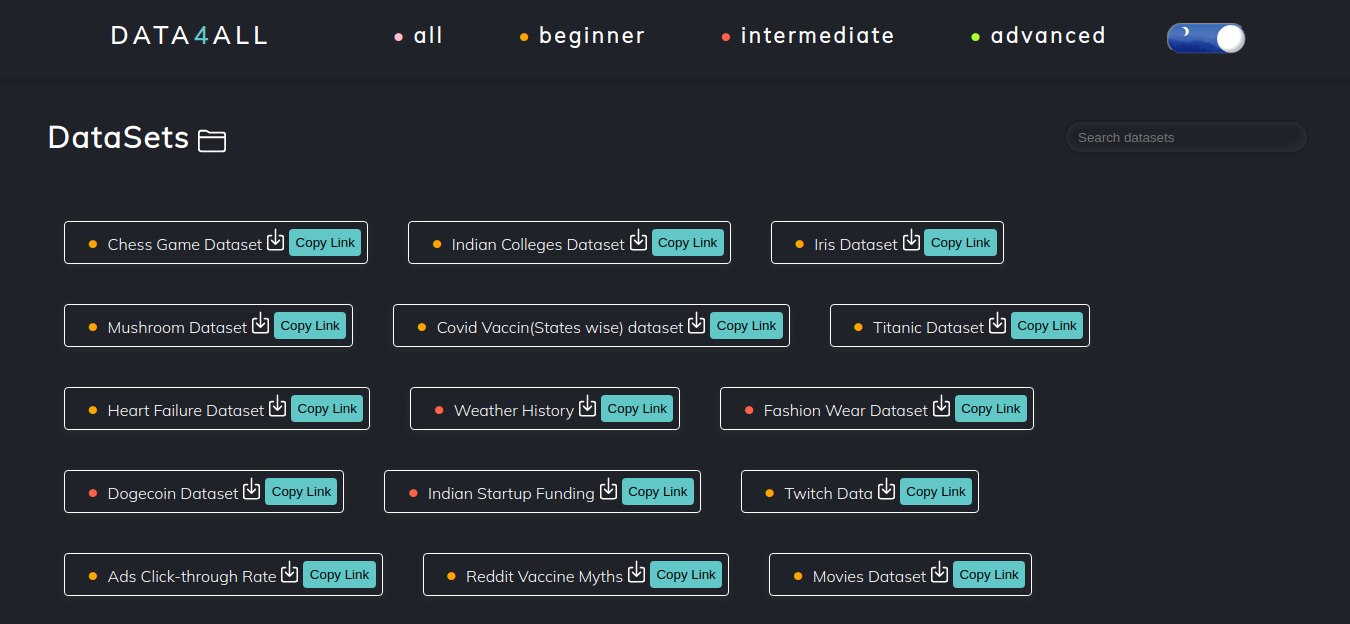 DATA4ALL all beginner intermediate advanced
DataSets Search datasets
Chess Game Dataset Copy Link Indian Colleges Dataset Copy Link Iris Dataset Copy Link
Mushroom Dataset Copy Link Covid Vaccin(States wise) dataset Copy Link Titanic Dataset Copy Link
Heart Failure Dataset Copy Link Weather History Copy Link Fashion Wear Dataset Copy Link
Dogecoin Dataset Copy Link Indian Startup Funding Copy Link Twitch Data Copy Link
Ads Click-through Rate Copy Link Reddit Vaccine Myths Copy Link Movies Dataset Copy Link